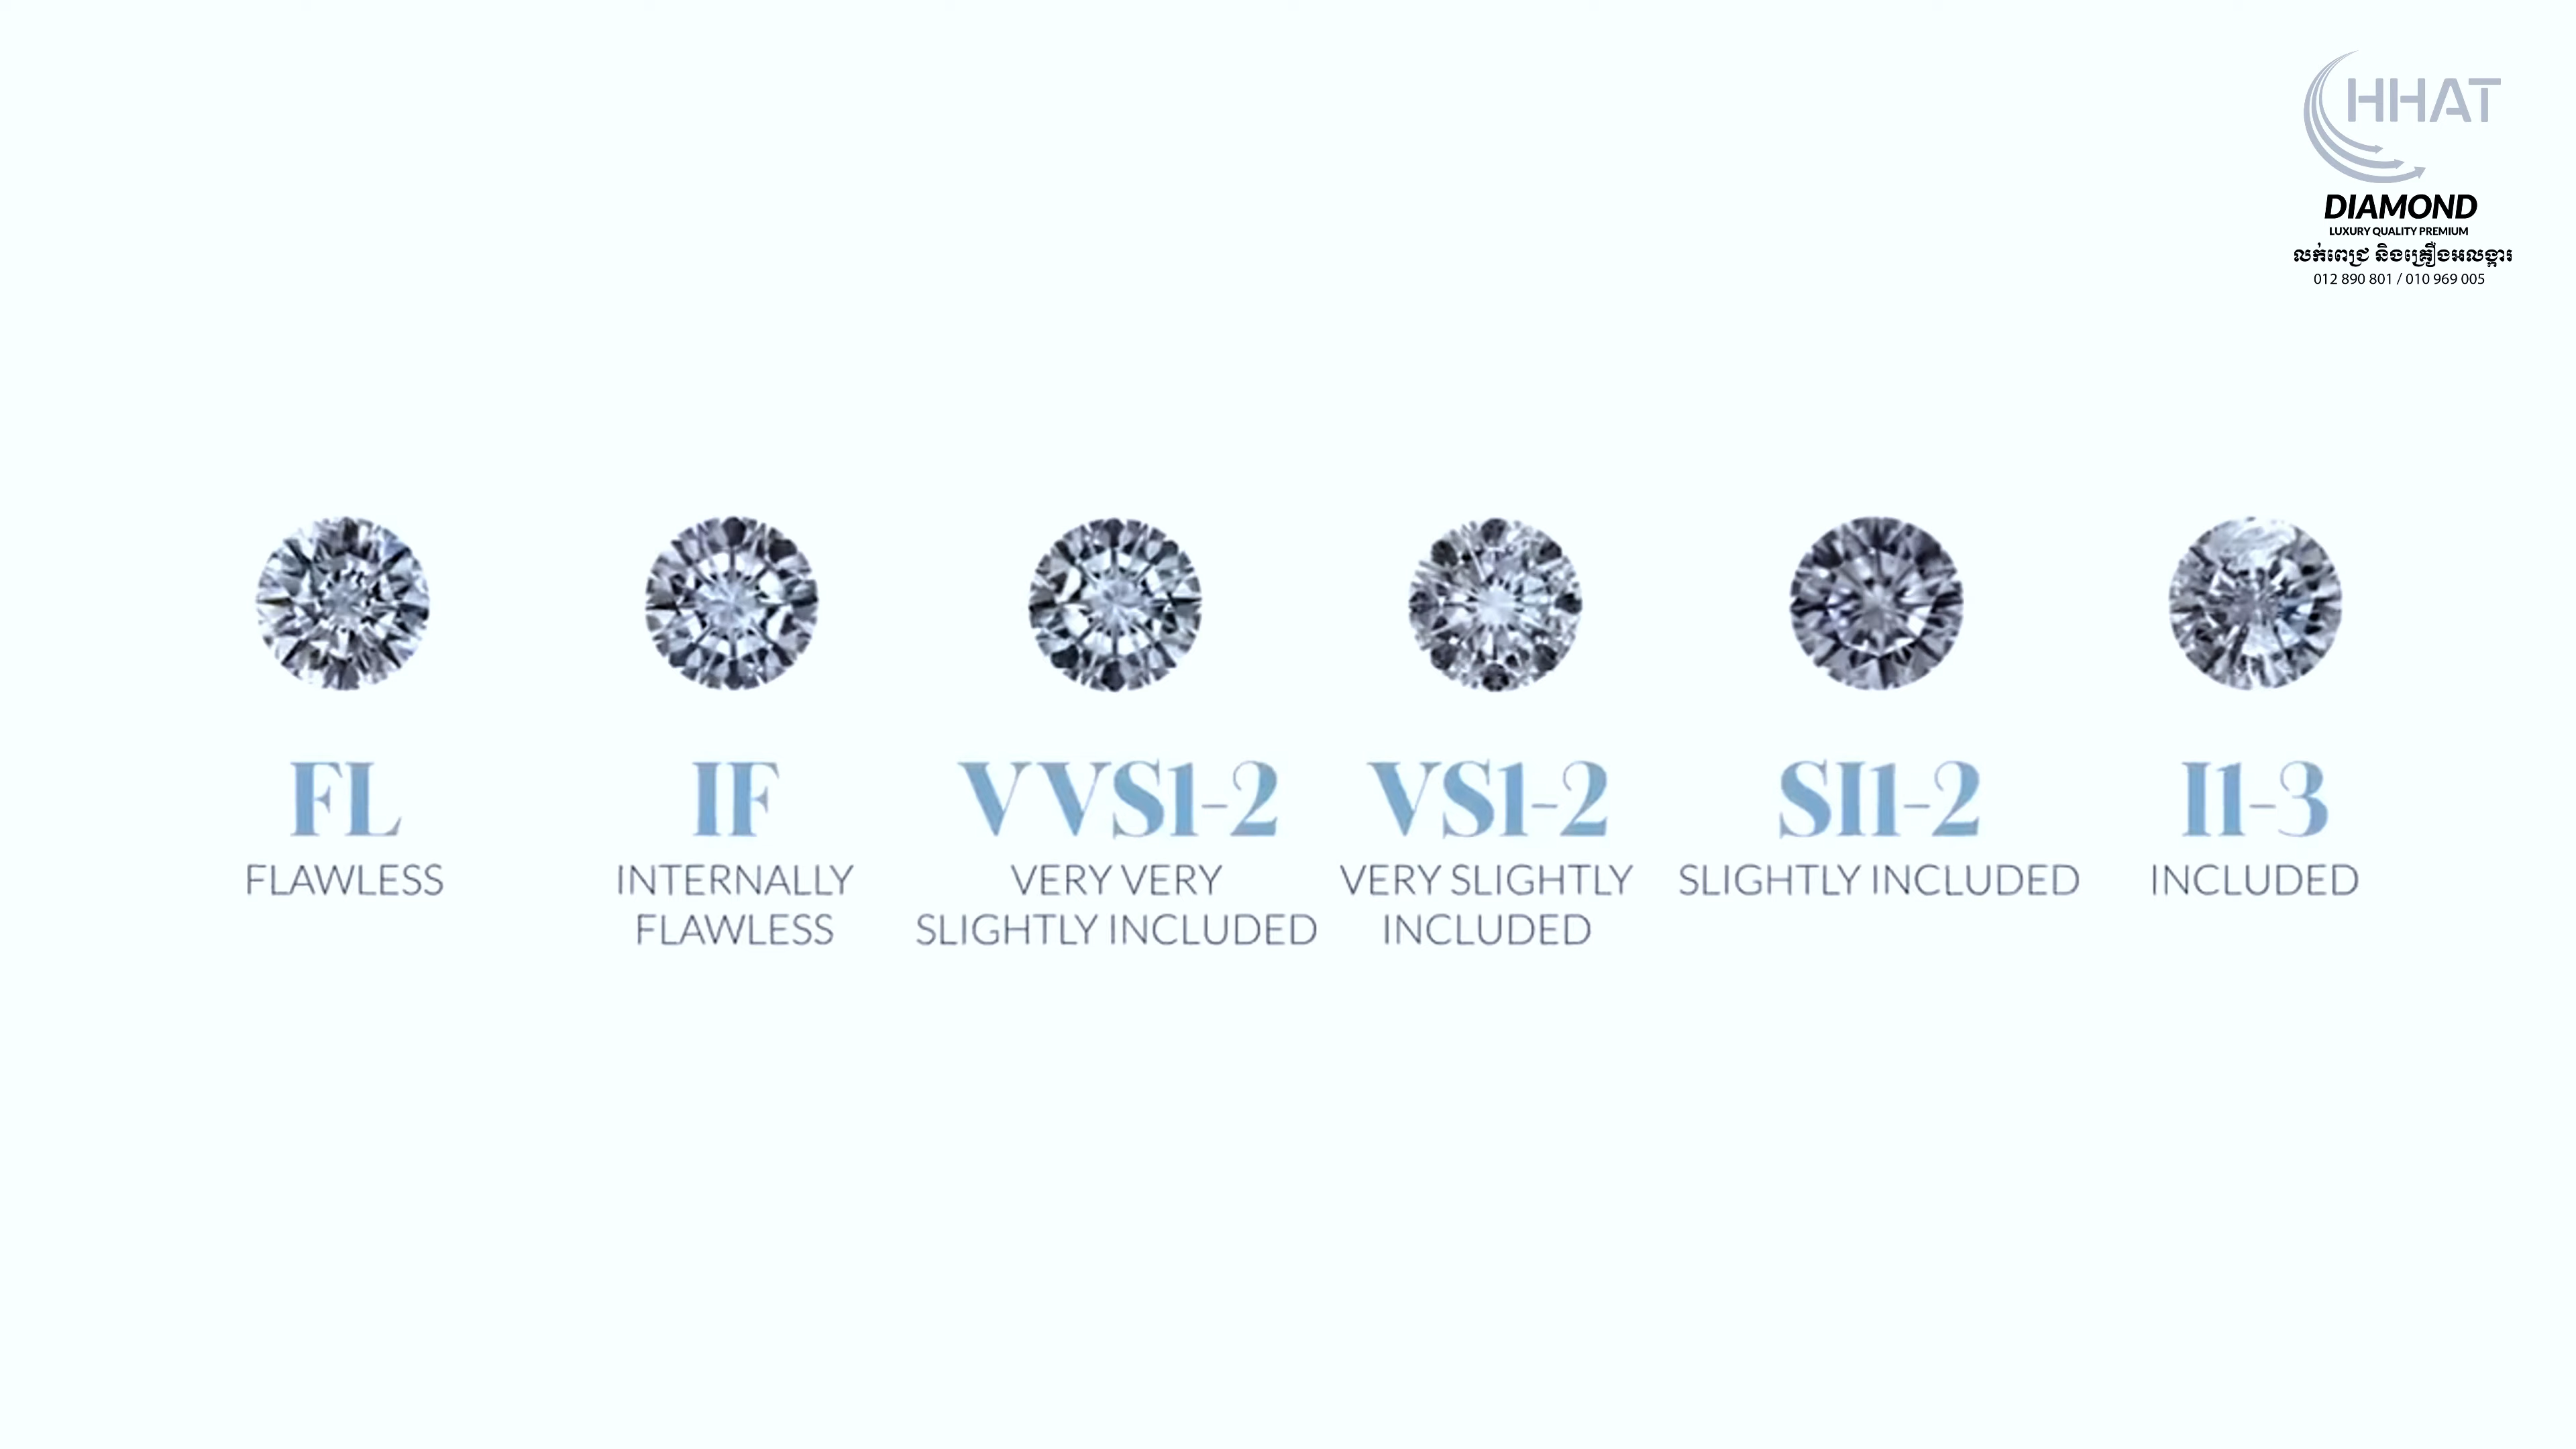 CHHAT
DIAMOND
LUXURY QUALITY PREMIUM
លក់ពេជ្រ និងគ្រឿងអលង្ការ
012 890 801 / 010 969 005
FL
FLAWLESS
IF
INTERNALLY
FLAWLESS
VVS1-2
VERY VERY
SLIGHTLY INCLUDED
VS1-2
VERY SLIGHTLY
INCLUDED
SI1-2
SLIGHTLY INCLUDED
I1-3
INCLUDED